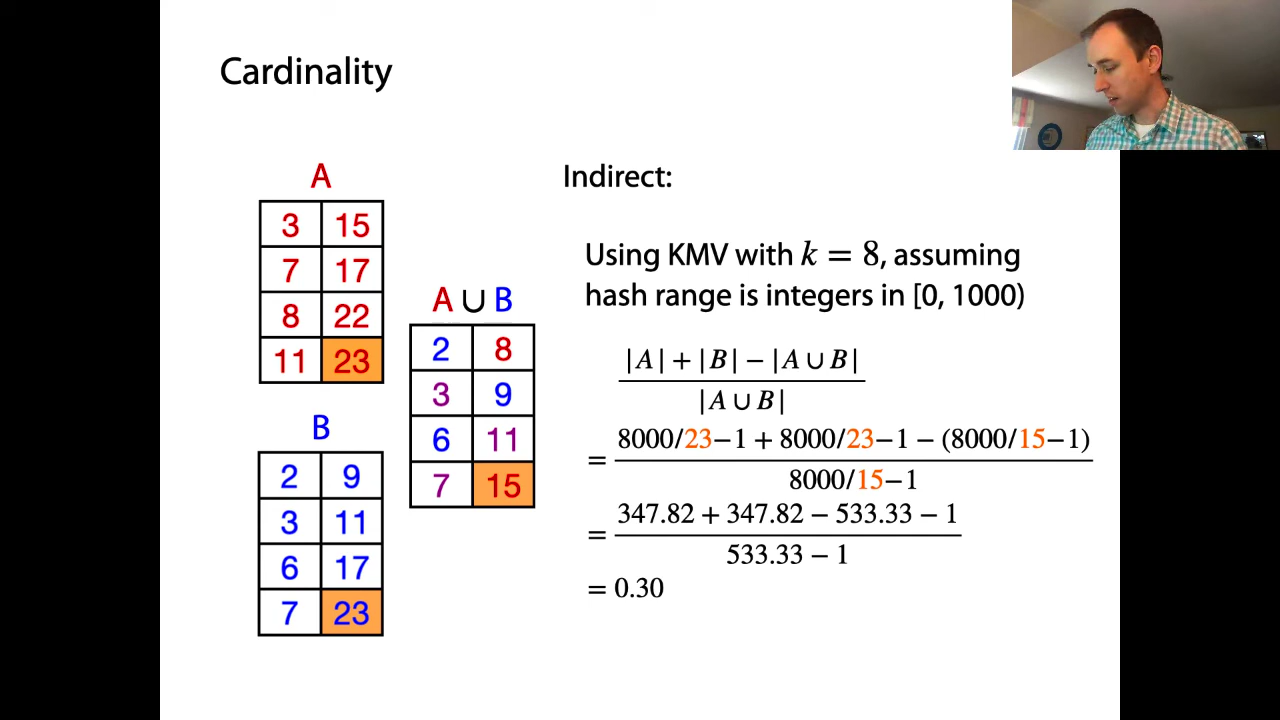 Cardinality
A
3 15
7 17
8 22
11 23
B
2 9
3 11
6 17
7 23
A ∪ B
2 8
3 9
6 11
7 15
Indirect:
Using KMV with k = 8, assuming
hash range is integers in [0, 1000)
|A| + |B| − |A ∪ B|
|A ∪ B|
= 8000/23−1 + 8000/23−1 − (8000/15−1)
8000/15−1
= 347.82 + 347.82 − 533.33 − 1
533.33 − 1
= 0.30